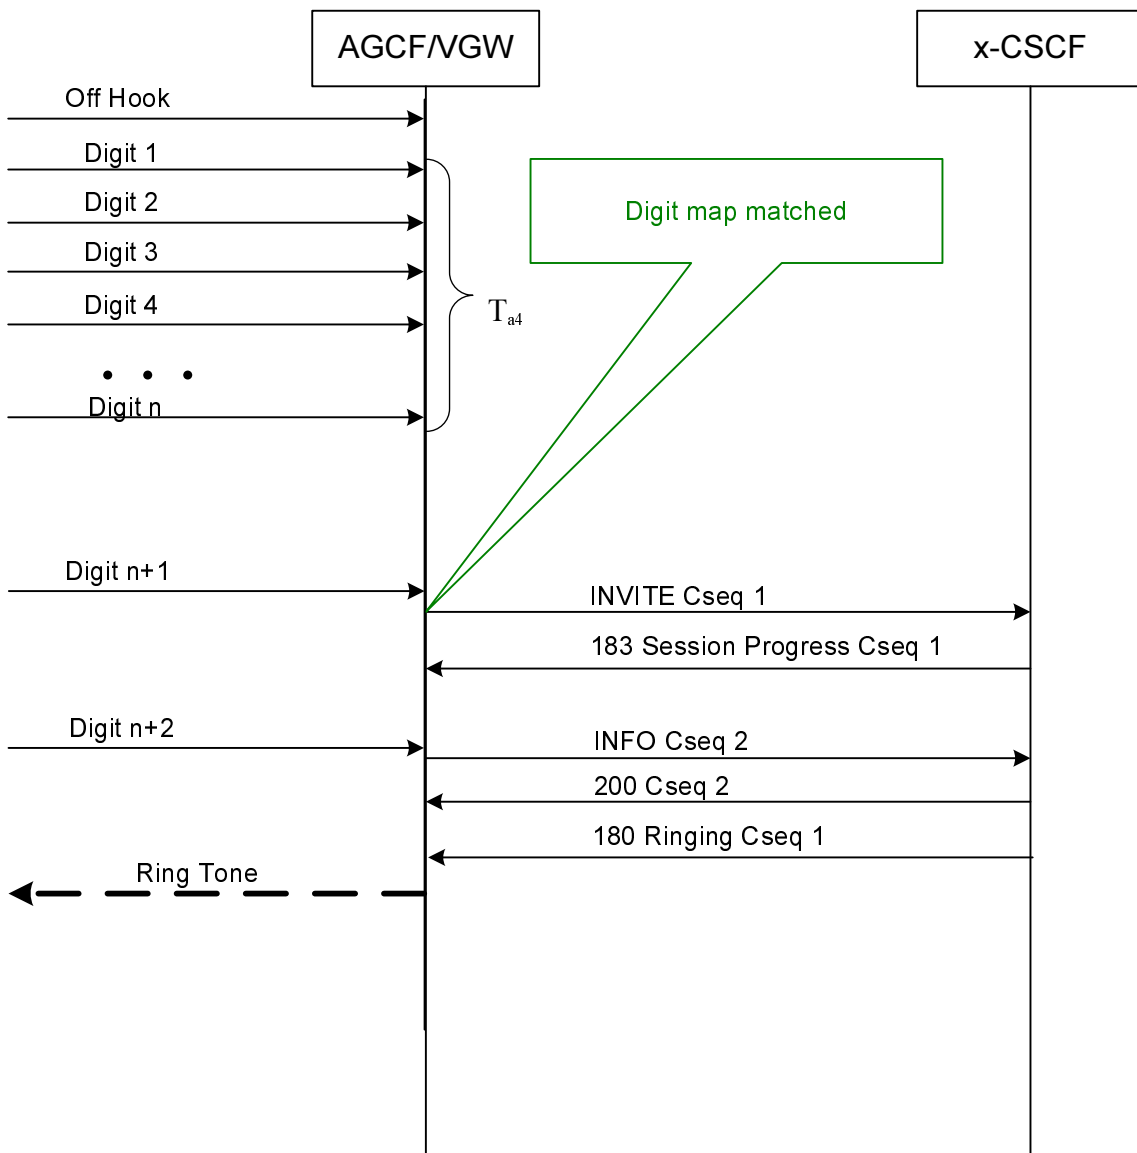 AGCF/VGW
x-CSCF
Off Hook
Digit 1
Digit 2
Digit map matched
Digit 3
Digit 4
Ta4
Digit n
Digit n+1
INVITE Cseq 1
183 Session Progress Cseq 1
Digit n+2
INFO Cseq 2
200 Cseq 2
180 Ringing Cseq 1
Ring Tone